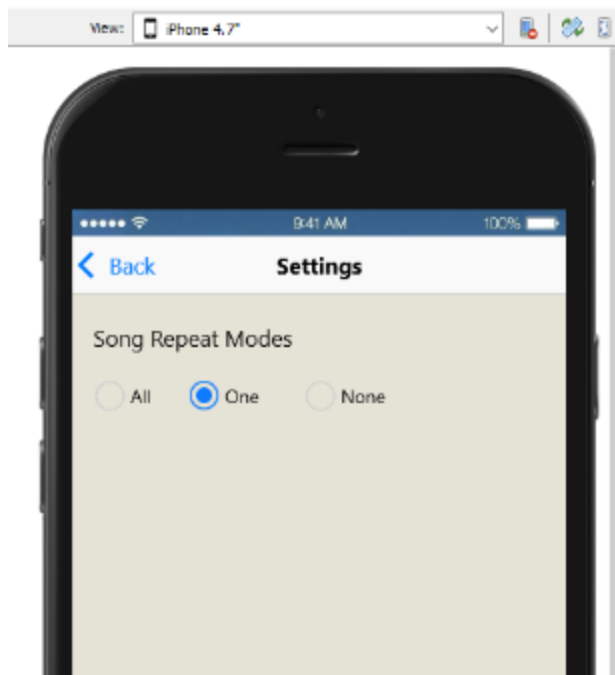 View: iPhone 4.7"
9:41 AM 100%
Back Settings
Song Repeat Modes
All One None